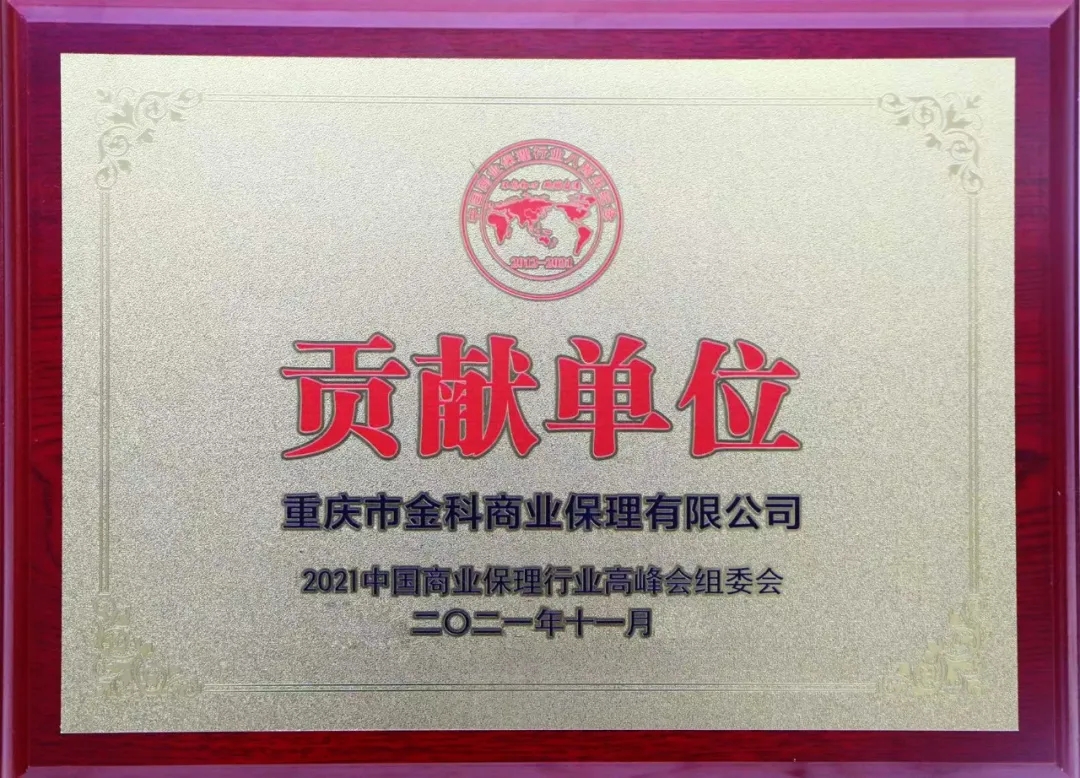 2012-2021
贡献单位
重庆市金科商业保理有限公司
2021中国商业保理行业高峰会组委会
二〇二一年十一月